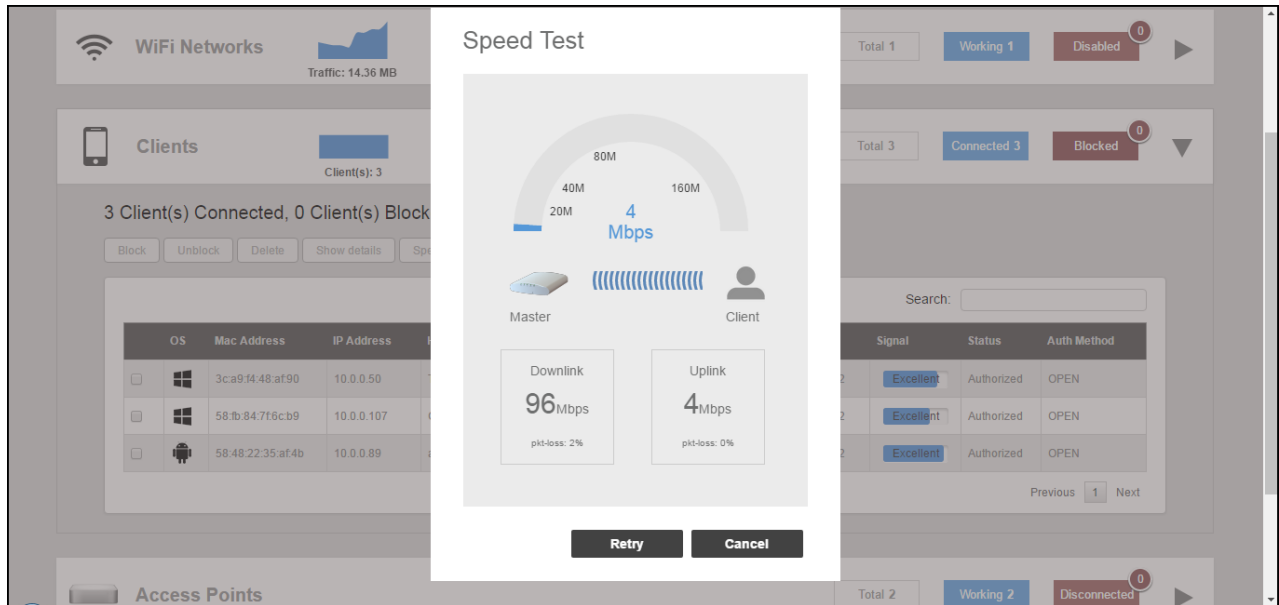 WiFi Networks
Traffic: 14.36 MB
Total 1
Working 1
Disabled
0
Clients
Client(s): 3
Total 3
Connected 3
Blocked
0
3 Client(s) Connected, 0 Client(s) Block
Block
Unblock
Delete
Show details
Search:
OS
Mac Address
IP Address
Signal
Status
Auth Method
3c:a9:f4:48:af:90
10.0.0.50
2
Excellent
Authorized
OPEN
58:fb:84:7f:6c:b9
10.0.0.107
2
Excellent
Authorized
OPEN
58:48:22:35:af:4b
10.0.0.89
2
Excellent
Authorized
OPEN
Previous
1
Next
Access Points
Total 2
Working 2
Disconnected
0
Speed Test
80M
40M
160M
20M
4
Mbps
Master
Client
Downlink
96Mbps
pkt-loss: 2%
Uplink
4Mbps
pkt-loss: 0%
Retry
Cancel